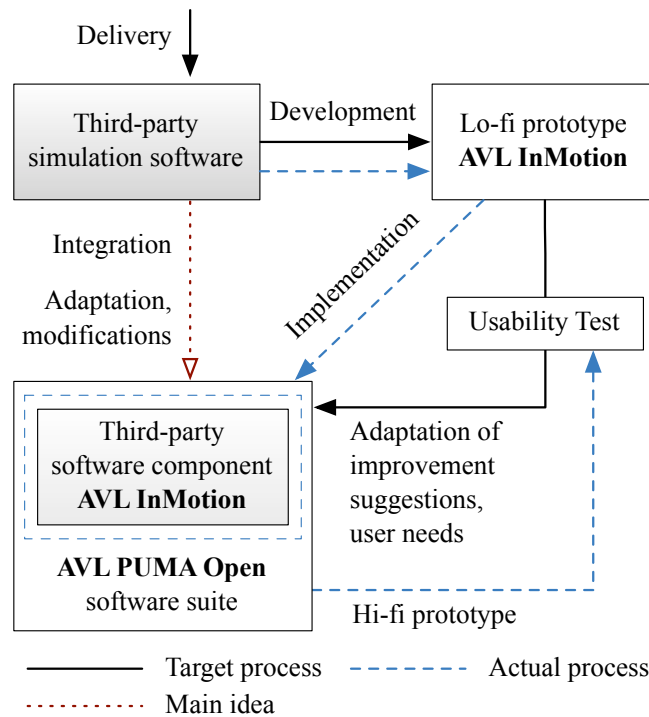 Delivery
Third-party
simulation software
Development
Lo-fi prototype
AVL InMotion
Integration
Adaptation,
modifications
Implementation
Usability Test
Third-party
software component
AVL InMotion
AVL PUMA Open
software suite
Adaptation of
improvement
suggestions,
user needs
Hi-fi prototype
Target process
Actual process
Main idea